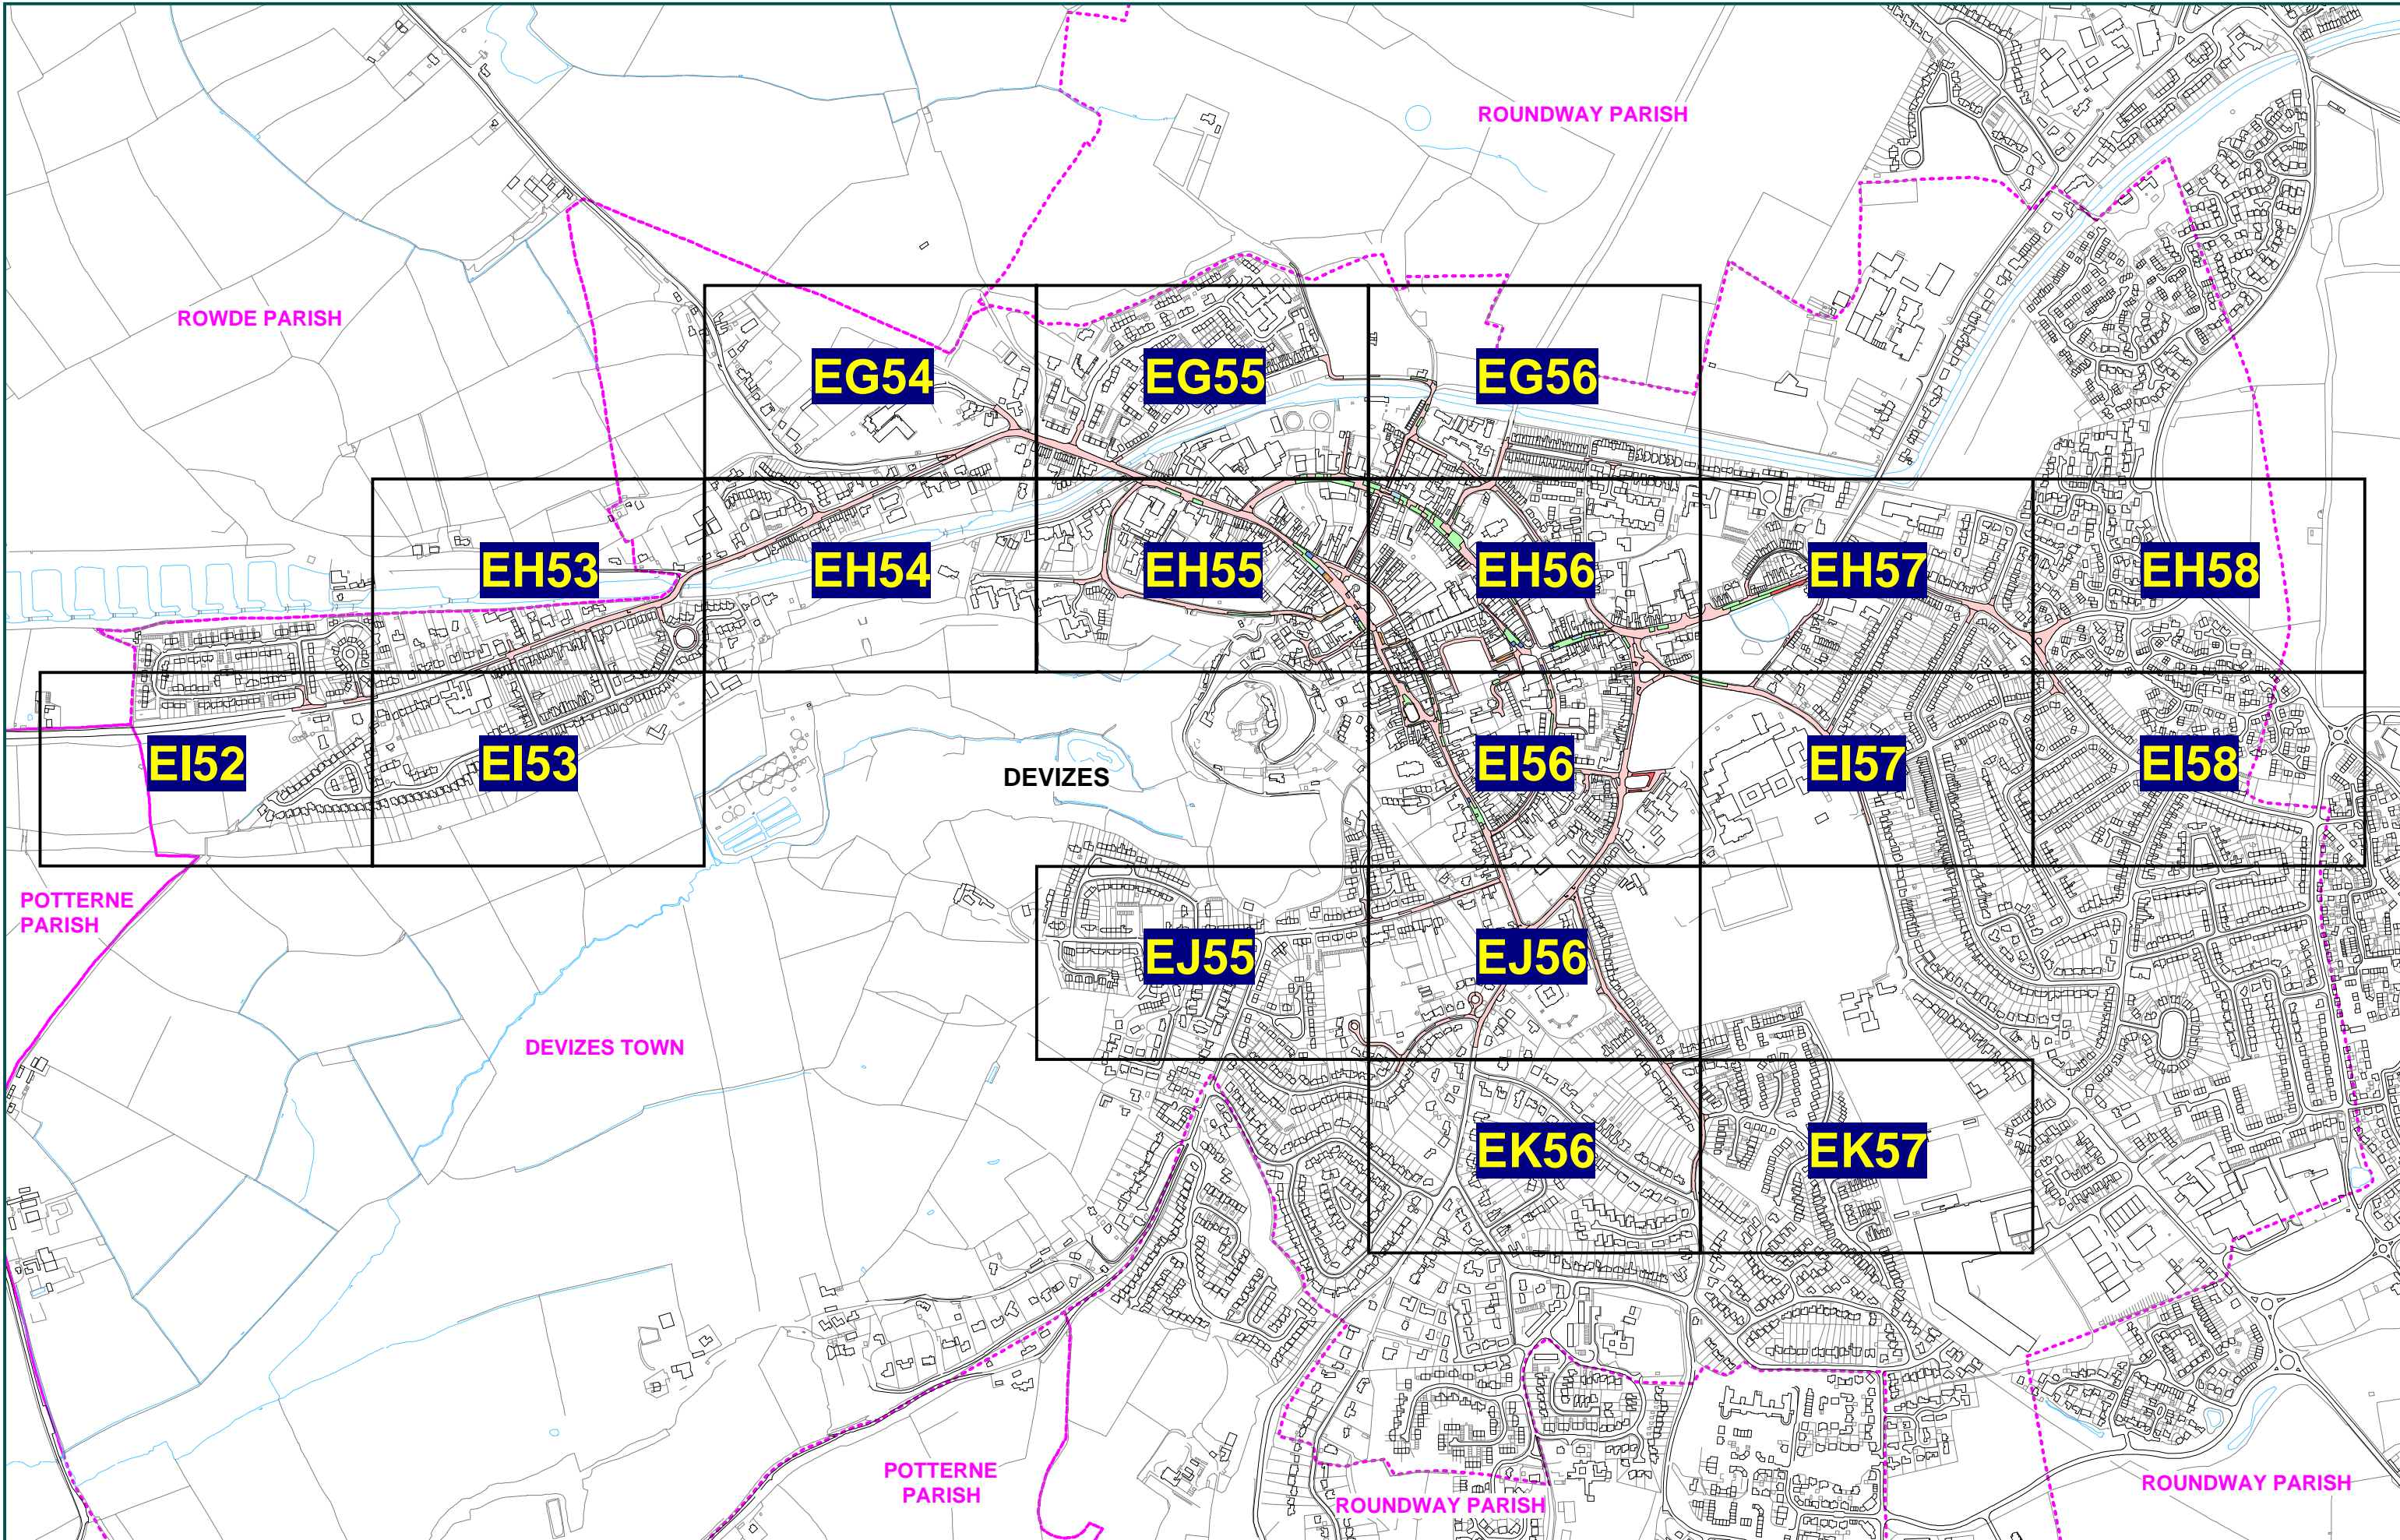 ROUNDWAY PARISH
ROWDE PARISH
EG54
EG55
EG56
EH53
EH54
EH55
EH56
EH57
EH58
EI52
EI53
DEVIZES
EI56
EI57
EI58
POTTERNE
PARISH
EJ55
EJ56
DEVIZES TOWN
EK56
EK57
POTTERNE
PARISH
ROUNDWAY PARISH
ROUNDWAY PARISH